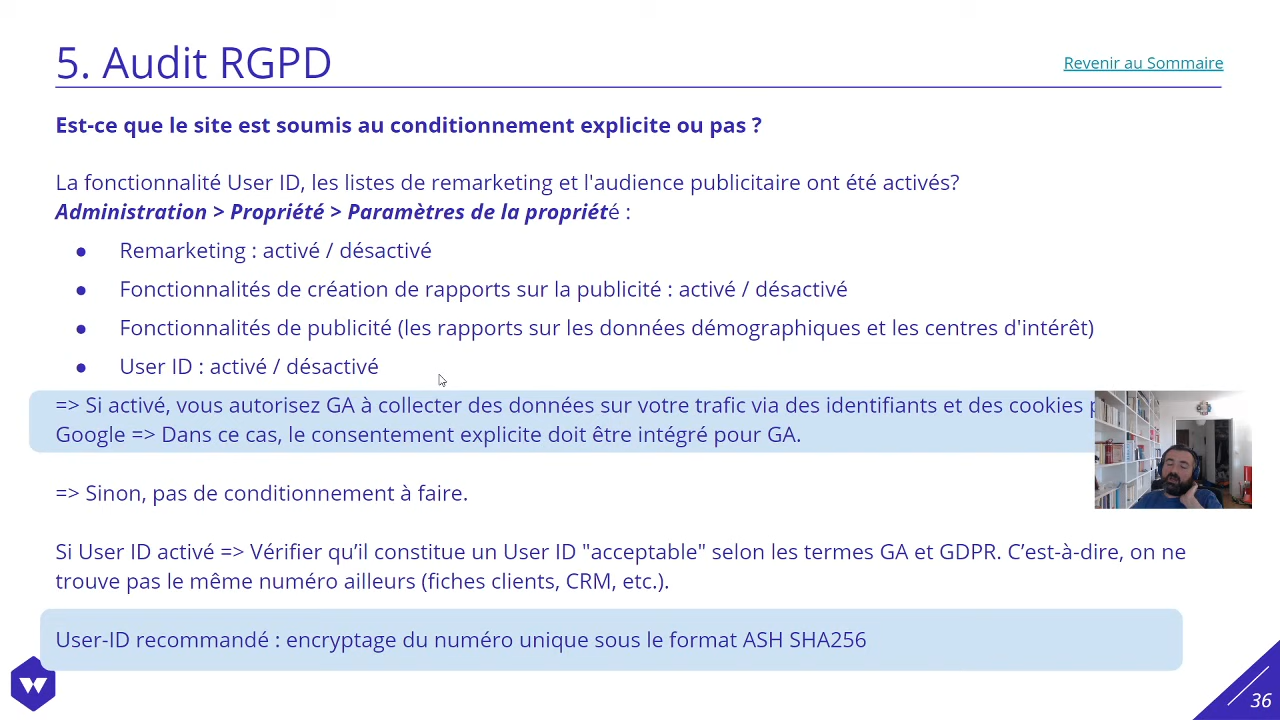 5. Audit RGPD
Revenir au Sommaire
Est-ce que le site est soumis au conditionnement explicite ou pas ?
La fonctionnalité User ID, les listes de remarketing et l'audience publicitaire ont été activés?
Administration > Propriété > Paramètres de la propriété :
● Remarketing : activé / désactivé
● Fonctionnalités de création de rapports sur la publicité : activé / désactivé
● Fonctionnalités de publicité (les rapports sur les données démographiques et les centres d'intérêt)
● User ID : activé / désactivé
=> Si activé, vous autorisez GA à collecter des données sur votre trafic via des identifiants et des cookies
Google => Dans ce cas, le consentement explicite doit être intégré pour GA.
=> Sinon, pas de conditionnement à faire.
Si User ID activé => Vérifier qu’il constitue un User ID "acceptable" selon les termes GA et GDPR. C’est-à-dire, on ne
trouve pas le même numéro ailleurs (fiches clients, CRM, etc.).
User-ID recommandé : encryptage du numéro unique sous le format ASH SHA256
36